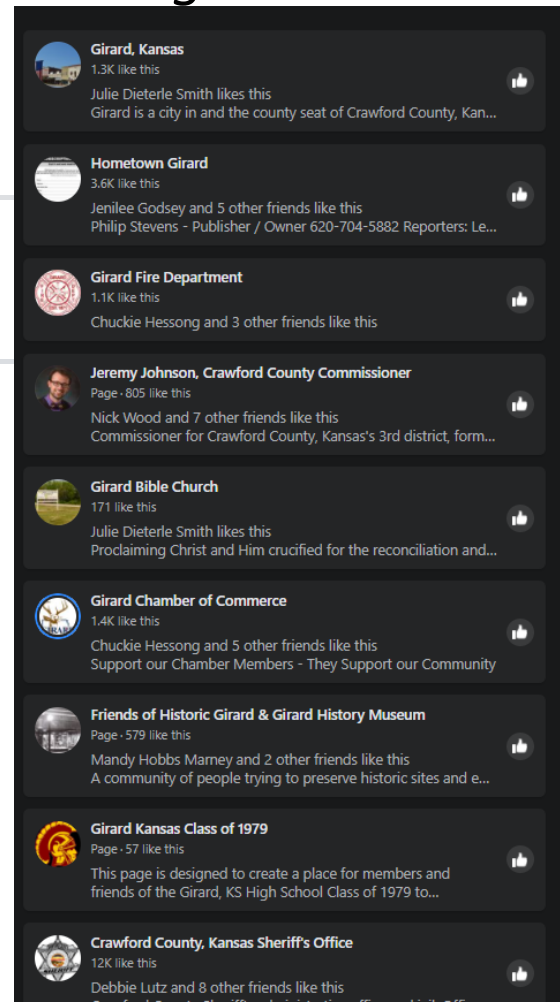 Girard, Kansas
1.3K like this
Julie Dieterle Smith likes this
Girard is a city in and the county seat of Crawford County, Kan...
Hometown Girard
3.6K like this
Jenilee Godsey and 5 other friends like this
Philip Stevens - Publisher / Owner 620-704-5882 Reporters: Le...
Girard Fire Department
1.1K like this
Chuckie Hessong and 3 other friends like this
Jeremy Johnson, Crawford County Commissioner
Page · 805 like this
Nick Wood and 7 other friends like this
Commissioner for Crawford County, Kansas's 3rd district, form...
Girard Bible Church
171 like this
Julie Dieterle Smith likes this
Proclaiming Christ and Him crucified for the reconciliation and...
Girard Chamber of Commerce
1.4K like this
Chuckie Hessong and 5 other friends like this
Support our Chamber Members - They Support our Community
Friends of Historic Girard & Girard History Museum
Page · 579 like this
Mandy Hobbs Marney and 2 other friends like this
A community of people trying to preserve historic sites and e...
Girard Kansas Class of 1979
Page · 57 like this
This page is designed to create a place for members and
friends of the Girard, KS High School Class of 1979 to...
Crawford County, Kansas Sheriff's Office
12K like this
Debbie Lutz and 8 other friends like this